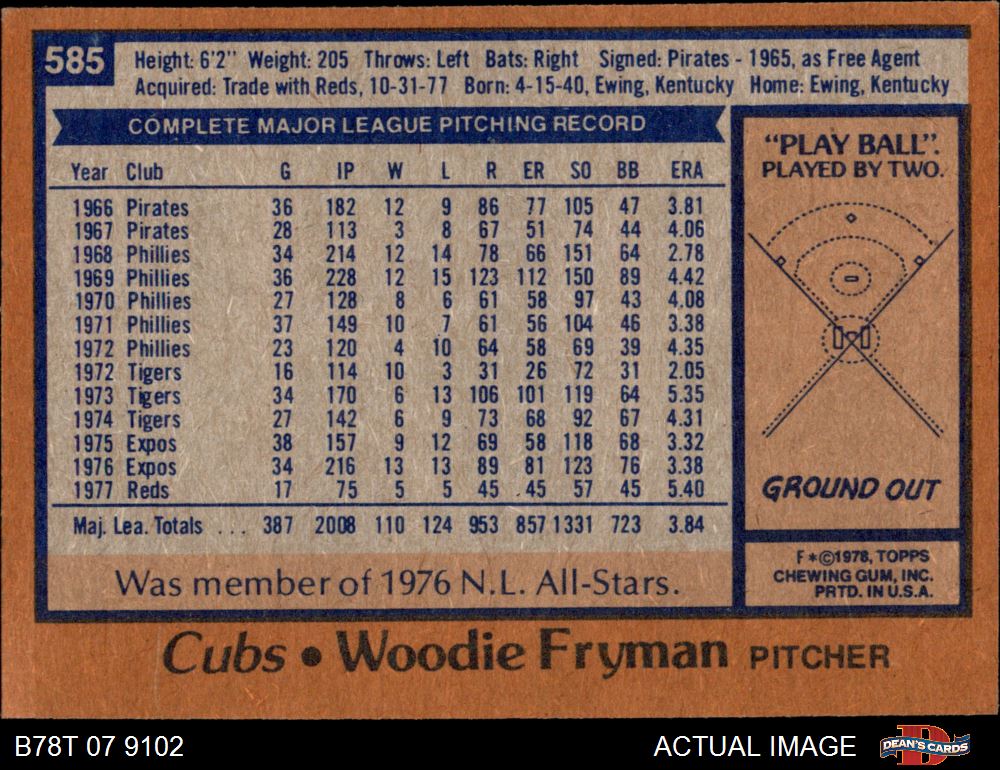 585
Height: 6'2" Weight: 205 Throws: Left Bats: Right Signed: Pirates - 1965, as Free Agent
Acquired: Trade with Reds, 10-31-77 Born: 4-15-40, Ewing, Kentucky Home: Ewing, Kentucky
COMPLETE MAJOR LEAGUE PITCHING RECORD
Year Club G IP W L R ER SO BB ERA
1966 Pirates 36 182 12 9 86 77 105 47 3.81
1967 Pirates 28 113 3 8 67 51 74 44 4.06
1968 Phillies 34 214 12 14 78 66 151 64 2.78
1969 Phillies 36 228 12 15 123 112 150 89 4.42
1970 Phillies 27 128 8 6 61 58 97 43 4.08
1971 Phillies 37 149 10 7 61 56 104 46 3.38
1972 Phillies 23 120 4 10 64 58 69 39 4.35
1972 Tigers 16 114 10 3 31 26 72 31 2.05
1973 Tigers 34 170 6 13 106 101 119 64 5.35
1974 Tigers 27 142 6 9 73 68 92 67 4.31
1975 Expos 38 157 9 12 69 58 118 68 3.32
1976 Expos 34 216 13 13 89 81 123 76 3.38
1977 Reds 17 75 5 5 45 45 57 45 5.40
Maj. Lea. Totals ... 387 2008 110 124 953 857 1331 723 3.84
Was member of 1976 N.L. All-Stars.
"PLAY BALL".
PLAYED BY TWO.
GROUND OUT
F*©1978, TOPPS
CHEWING GUM, INC.
PRTD. IN U.S.A.
Cubs • Woodie Fryman PITCHER
B78T 07 9102
ACTUAL IMAGE
DEAN'S CARDS